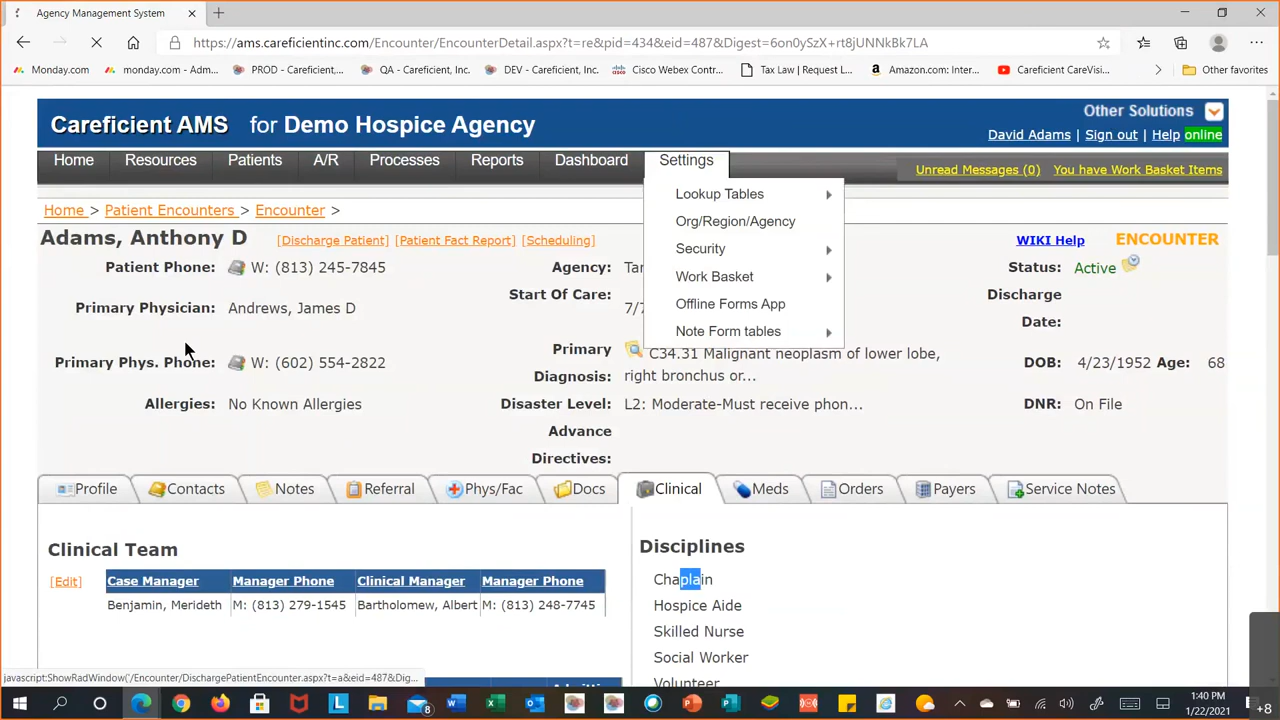 Agency Management System
https://ams.careficientinc.com/Encounter/EncounterDetail.aspx?t=re&pid=434&eid=487&Digest=6on0ySzX+rt8jUNNkBk7LA
Monday.com monday.com - Adm... PROD - Careficient,... QA - Careficient, Inc. DEV - Careficient, Inc. Cisco Webex Contr... Tax Law | Request L... Amazon.com: Inter... Careficient CareVisi... Other favorites
Other Solutions
Careficient AMS for Demo Hospice Agency
David Adams | Sign out | Help online
Home Resources Patients A/R Processes Reports Dashboard Settings
Unread Messages (0) You have Work Basket Items
Lookup Tables
Org/Region/Agency
Security
Work Basket
Offline Forms App
Note Form tables
Home > Patient Encounters > Encounter >
Adams, Anthony D [Discharge Patient] [Patient Fact Report] [Scheduling] WIKI Help ENCOUNTER
Patient Phone: W: (813) 245-7845 Agency: Tar Status: Active
Start Of Care: 7/7 Discharge Date:
Primary Physician: Andrews, James D
Primary Phys. Phone: W: (602) 554-2822 Primary Diagnosis: C34.31 Malignant neoplasm of lower lobe, right bronchus or... DOB: 4/23/1952 Age: 68
Allergies: No Known Allergies Disaster Level: L2: Moderate-Must receive phon... DNR: On File
Advance
Directives:
Profile Contacts Notes Referral Phys/Fac Docs Clinical Meds Orders Payers Service Notes
Clinical Team
[Edit] Case Manager Manager Phone Clinical Manager Manager Phone
Benjamin, Merideth M: (813) 279-1545 Bartholomew, Albert M: (813) 248-7745
Disciplines
Chaplain
Hospice Aide
Skilled Nurse
Social Worker
Volunteer
javascript:ShowRadWindow('/Encounter/DischargePatientEncounter.aspx?t=a&eid=487&Dig...
8
1:40 PM
1/22/2021
+8